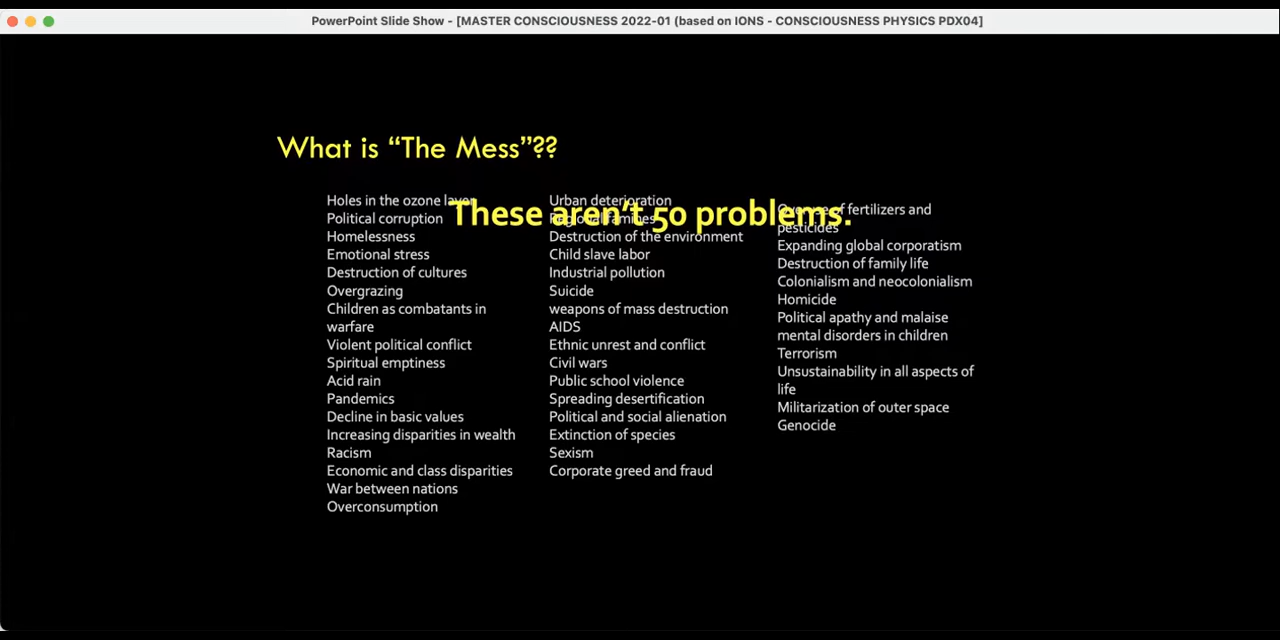 PowerPoint Slide Show - [MASTER CONSCIOUSNESS 2022-01 (based on IONS - CONSCIOUSNESS PHYSICS PDX04]
What is “The Mess”??
These aren’t 50 problems.
Holes in the ozone layer
Political corruption
Homelessness
Emotional stress
Destruction of cultures
Overgrazing
Children as combatants in
warfare
Violent political conflict
Spiritual emptiness
Acid rain
Pandemics
Decline in basic values
Increasing disparities in wealth
Racism
Economic and class disparities
War between nations
Overconsumption
Urban deterioration
Regional famines
Destruction of the environment
Child slave labor
Industrial pollution
Suicide
weapons of mass destruction
AIDS
Ethnic unrest and conflict
Civil wars
Public school violence
Spreading desertification
Political and social alienation
Extinction of species
Sexism
Corporate greed and fraud
Overuse of fertilizers and
pesticides
Expanding global corporatism
Destruction of family life
Colonialism and neocolonialism
Homicide
Political apathy and malaise
mental disorders in children
Terrorism
Unsustainability in all aspects of
life
Militarization of outer space
Genocide